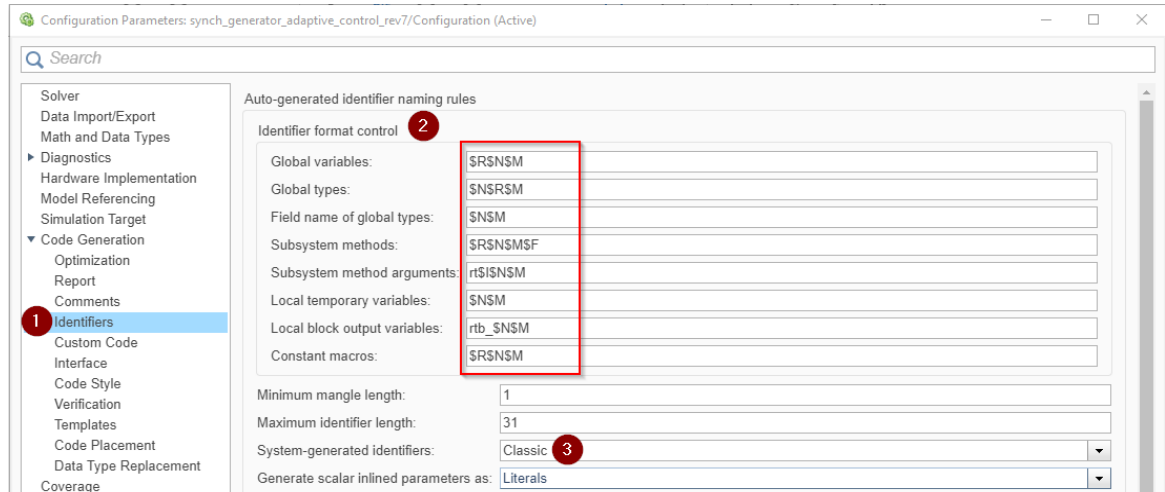 Configuration Parameters: synch_generator_adaptive_control_rev7/Configuration (Active)
Search
Solver
Data Import/Export
Math and Data Types
Diagnostics
Hardware Implementation
Model Referencing
Simulation Target
Code Generation
Optimization
Report
Comments
1 Identifiers
Custom Code
Interface
Code Style
Verification
Templates
Code Placement
Data Type Replacement
Coverage
Auto-generated identifier naming rules
Identifier format control 2
Global variables: $R$N$M
Global types: $N$R$M
Field name of global types: $N$M
Subsystem methods: $R$N$M$F
Subsystem method arguments: rt$I$N$M
Local temporary variables: $N$M
Local block output variables: rtb_$N$M
Constant macros: $R$N$M
Minimum mangle length: 1
Maximum identifier length: 31
System-generated identifiers: Classic 3
Generate scalar inlined parameters as: Literals